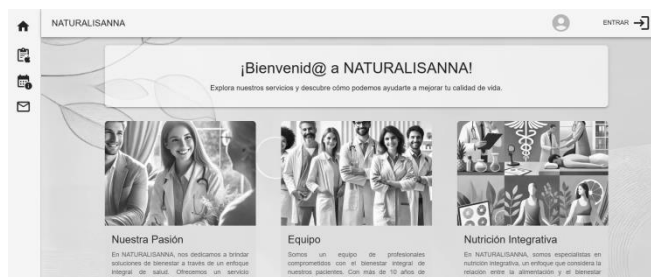 NATURALISANNA
ENTRAR
¡Bienvenid@ a NATURALISANNA!
Explora nuestros servicios y descubre cómo podemos ayudarte a mejorar tu calidad de vida.
Nuestra Pasión
En NATURALISANNA, nos dedicamos a brindar
soluciones de bienestar a través de un enfoque
integral de salud. Ofrecemos un servicio
Equipo
Somos un equipo de profesionales
comprometidos con el bienestar integral de
nuestros pacientes. Con más de 10 años de
Nutrición Integrativa
En NATURALISANNA, somos especialistas en
nutrición integrativa, un enfoque que considera la
relación entre la alimentación y el bienestar